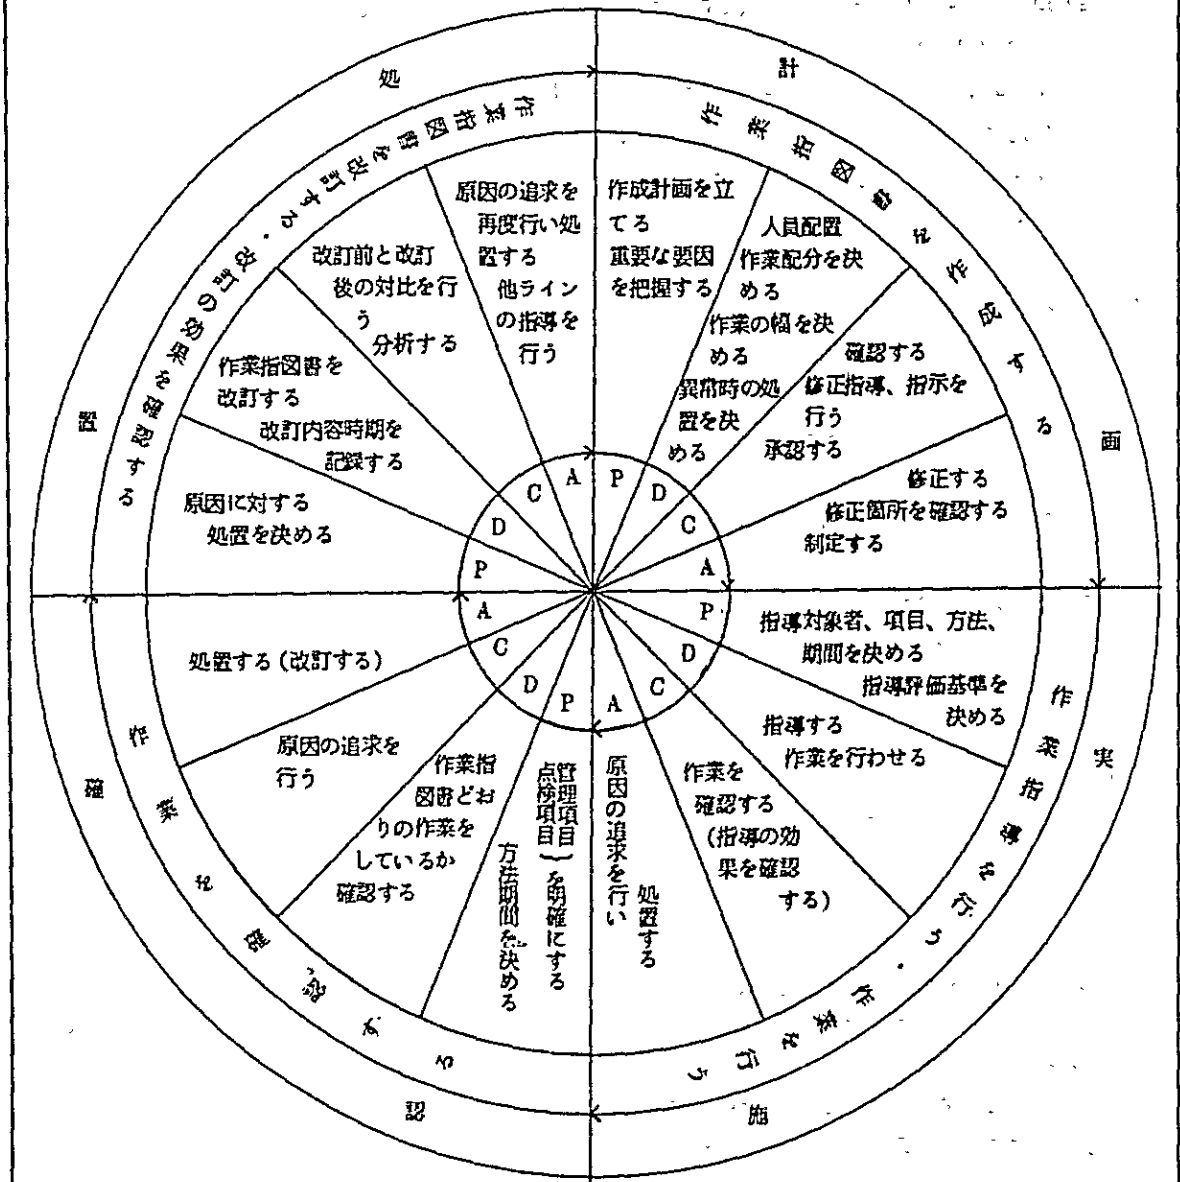 計画
作業指図書を作成する
作成計画を立
てる
重要な要因
を把握する
人員配置
作業配分を決
める
作業の幅を決
める
異常時の処
置を決
める
確認する
修正指導、指示を
行う
承認する
修正する
修正箇所を確認する
制定する
P
D
C
A
実施
作業指導を行う・作業を行う
指導対象者、項目、方法、
期間を決める
指導評価基準を
決める
指導する
作業を行わせる
作業を
確認する
(指導の効
果を確認
する)
原因の追求を行い
処置する
P
D
C
A
確認
作業を確認する
管理項目
点検項目
}を明確にする
方法期間を決める
作業指
図書どお
りの作業を
しているか
確認する
原因の追求を
行う
処置する(改訂する)
P
D
C
A
処置
作業指図書を改訂する・改訂の効果を確認する
原因に対する
処置を決める
作業指図書を
改訂する
改訂内容時期を
記録する
改訂前と改訂
後の対比を行
う
分析する
原因の追求を
再度行い処
置する
他ライン
の指導を
行う
P
D
C
A